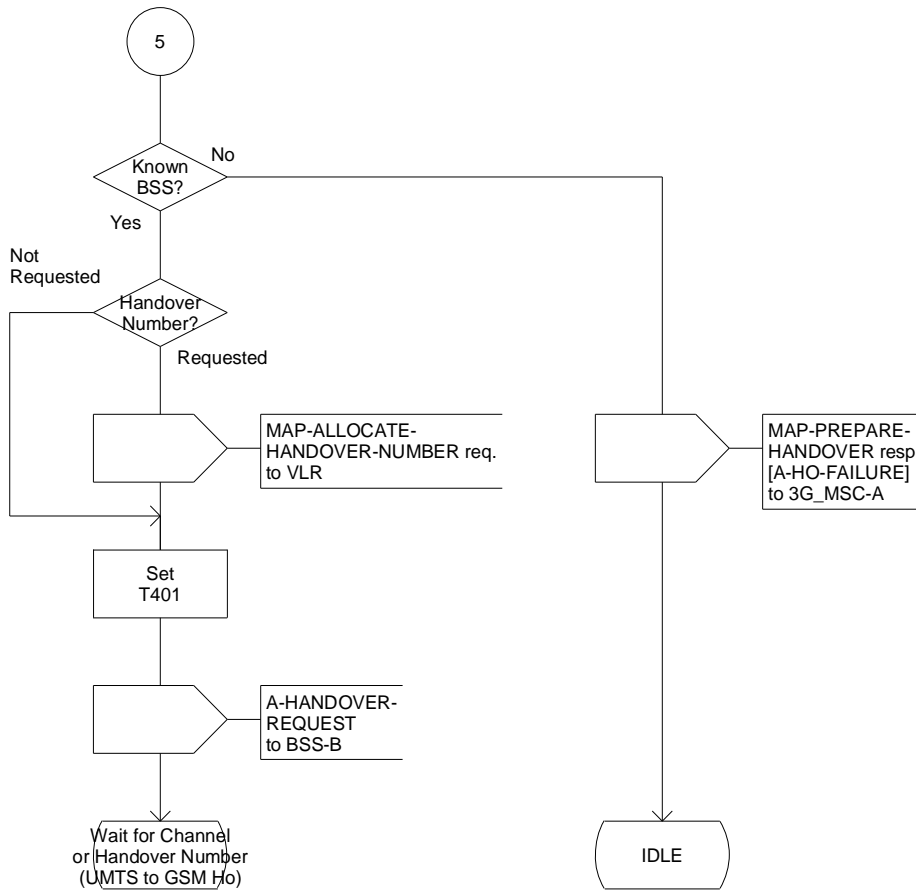 5
Known
BSS?
No
Yes
Not
Requested
Handover
Number?
Requested
MAP-ALLOCATE-
HANDOVER-NUMBER req.
to VLR
MAP-PREPARE-
HANDOVER resp
[A-HO-FAILURE]
to 3G_MSC-A
Set
T401
A-HANDOVER-
REQUEST
to BSS-B
Wait for Channel
or Handover Number
(UMTS to GSM Ho)
IDLE